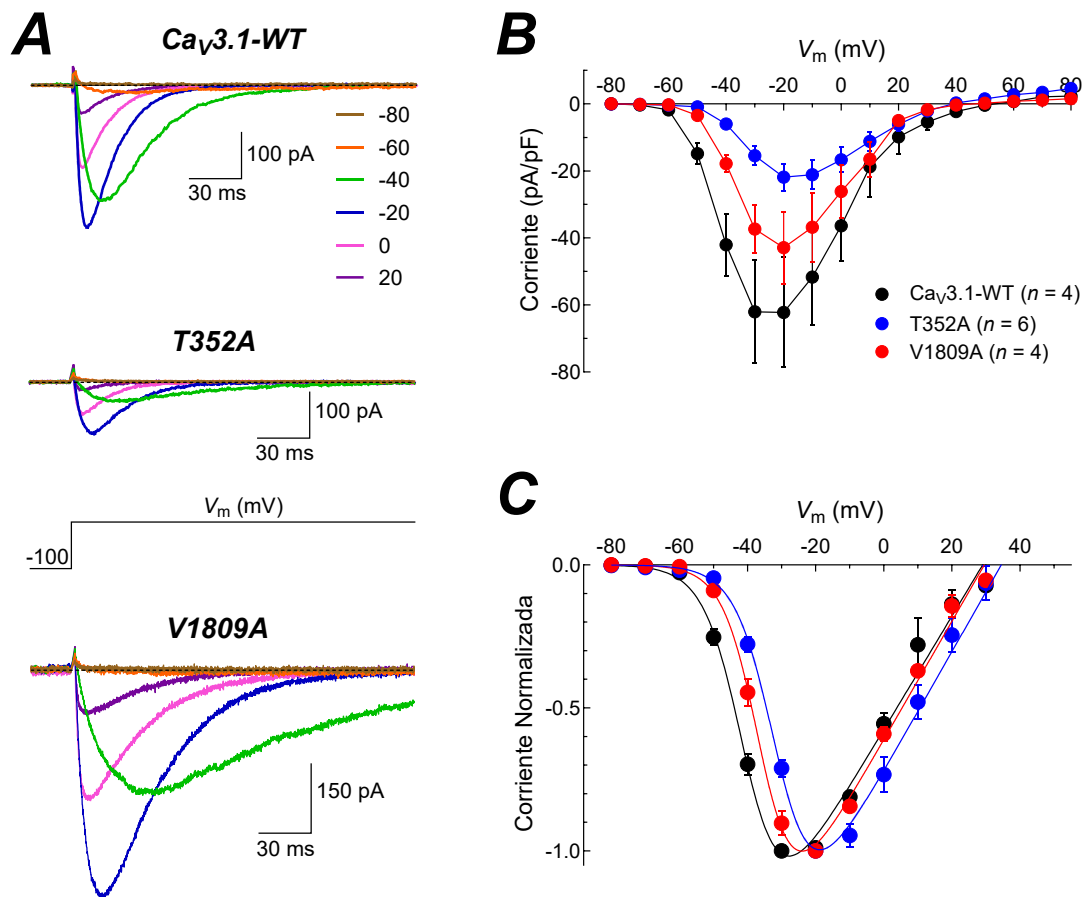 A
CaV3.1-WT
-80
-60
-40
-20
0
20
100 pA
30 ms
T352A
100 pA
30 ms
Vm (mV)
-100
V1809A
150 pA
30 ms
B
Vm (mV)
-80 -60 -40 -20 0 20 40 60 80
0
-20
-40
-60
-80
Corriente (pA/pF)
CaV3.1-WT (n = 4)
T352A (n = 6)
V1809A (n = 4)
C
Vm (mV)
-80 -60 -40 -20 0 20 40
0.0
-0.5
-1.0
Corriente Normalizada